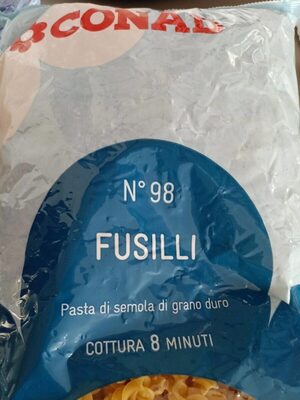 CONAD
N° 98
FUSILLI
Pasta di semola di grano duro
COTTURA 8 MINUTI